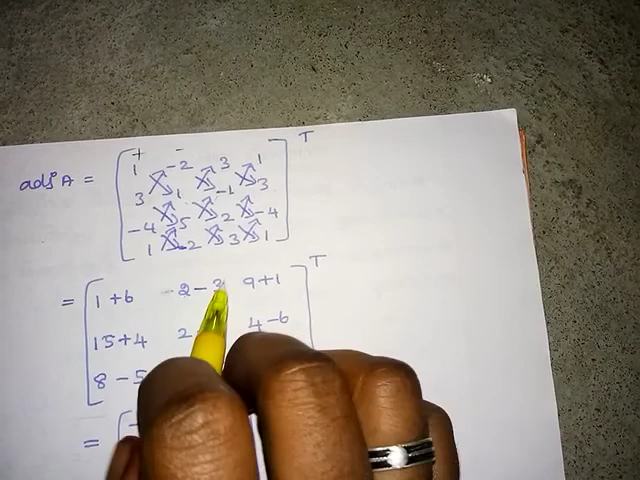 + - T
adj A = 1 -2 3 1
3 1 -1 3
-4 5 2 -4
1 -2 3 1
T
= 1+6 2-3 9+1
15+4 2 4-6
8-5
= [